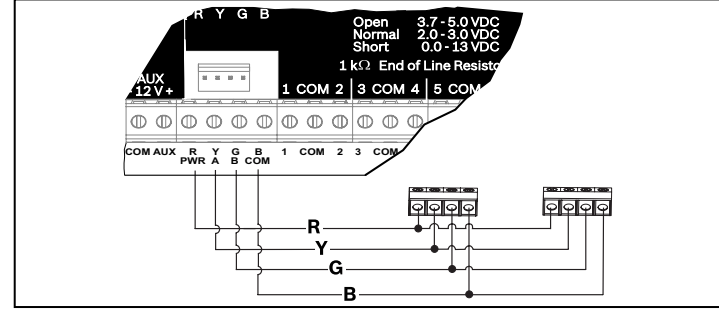 R Y G B
Open 3.7 - 5.0 VDC
Normal 2.0 - 3.0 VDC
Short 0.0 - 13 VDC
1 kΩ End of Line Resisto
AUX
- 12 V +
1 COM 2 3 COM 4 5 COM
COM AUX R Y G B 1 COM 2 3 COM
PWR A B COM
R
Y
G
B